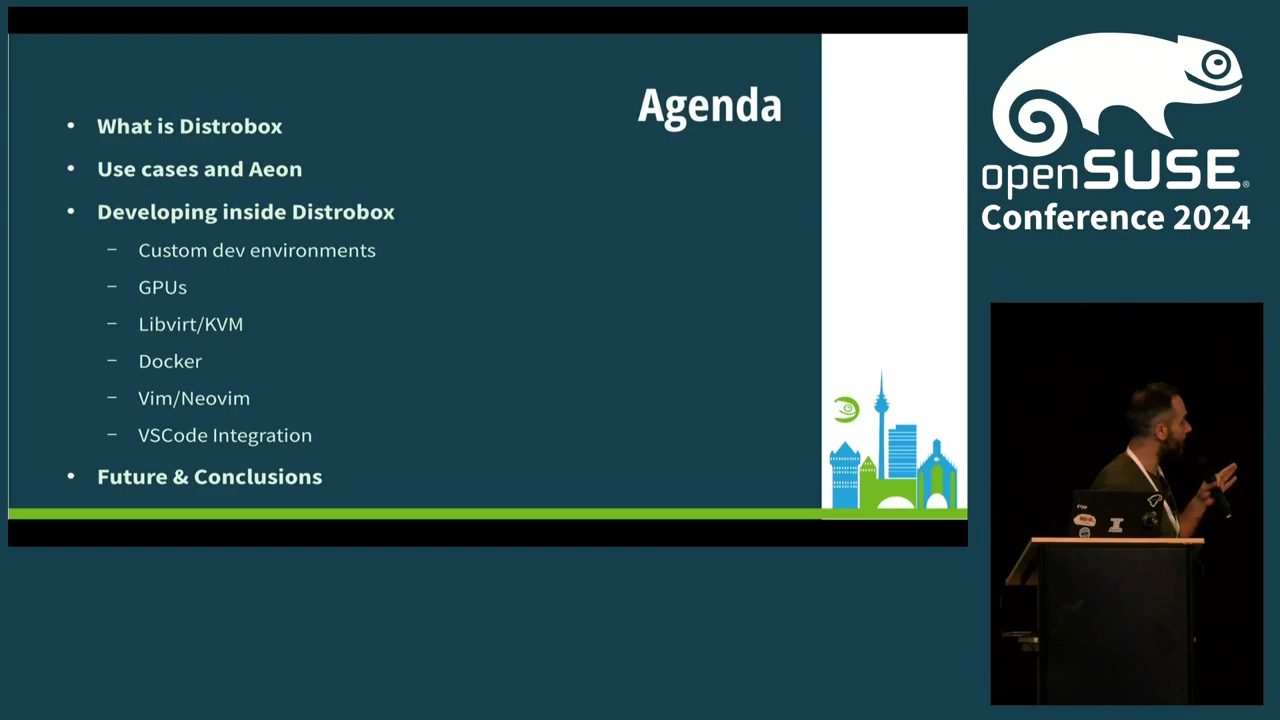 Agenda
• What is Distrobox
• Use cases and Aeon
• Developing inside Distrobox
– Custom dev environments
– GPUs
– Libvirt/KVM
– Docker
– Vim/Neovim
– VSCode Integration
• Future & Conclusions
openSUSE®
Conference 2024